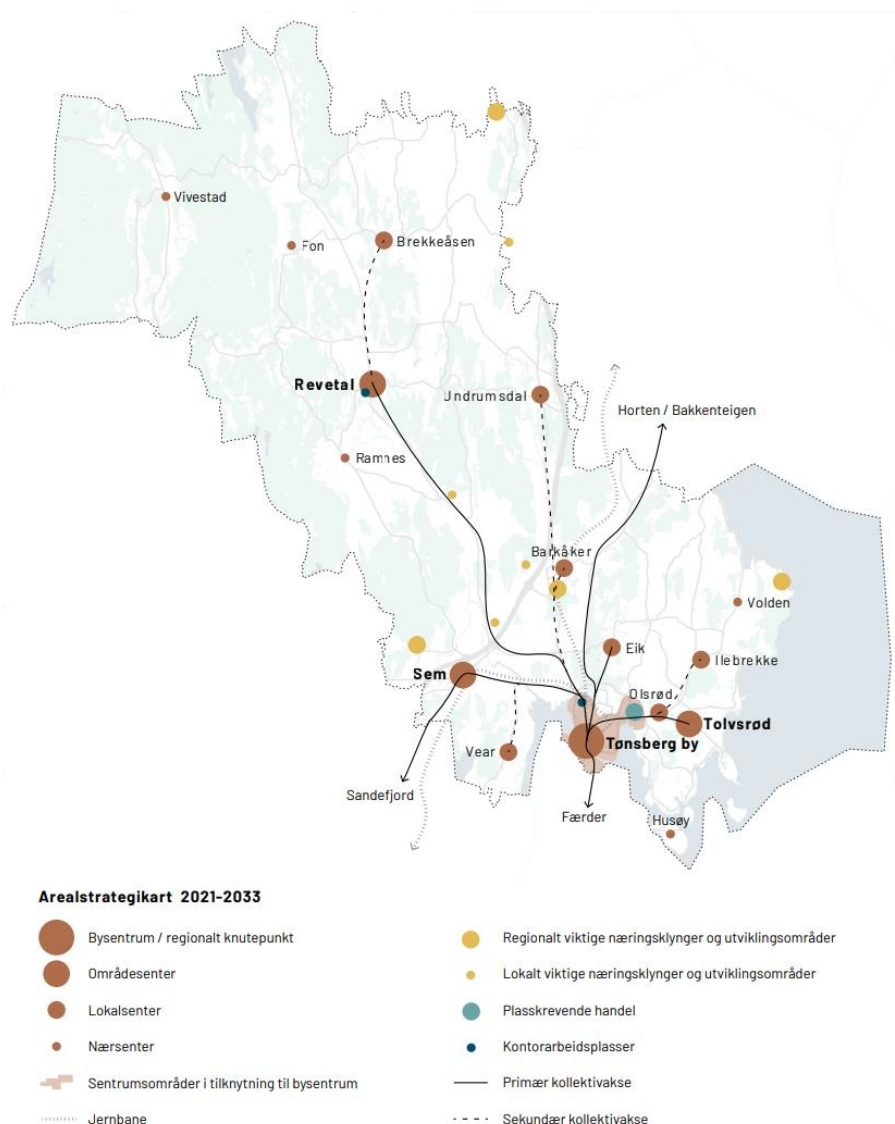 Vivestad
Fon
Brekkeåsen
Revetal
Undrumsdal
Horten / Bakkenteigen
Ramnes
Barkåker
Volden
Eik
Ilebrekke
Sem
Olsrød
Tolvsrød
Tønsberg by
Vear
Sandefjord
Færder
Husøy
Arealstrategikart 2021-2033
Bysentrum / regionalt knutepunkt
Områdesenter
Lokalsenter
Nærsenter
Sentrumsområder i tilknytning til bysentrum
Jernbane
Regionalt viktige næringsklynger og utviklingsområder
Lokalt viktige næringsklynger og utviklingsområder
Plasskrevende handel
Kontorarbeidsplasser
Primær kollektivakse
Sekundær kollektivakse